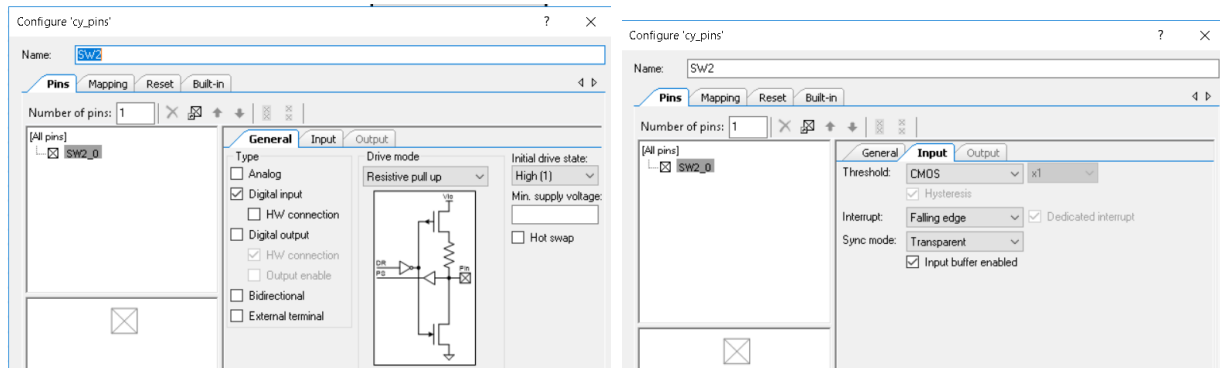 Configure 'cy_pins' ? ×
Name: SW2
Pins Mapping Reset Built-in
Number of pins: 1
[All pins]
SW2_0
General Input Output
Type
Analog
Digital input
HW connection
Digital output
HW connection
Output enable
Bidirectional
External terminal
Drive mode
Resistive pull up
Vio
DR
PS
Pin
Initial drive state:
High (1)
Min. supply voltage:
Hot swap
Configure 'cy_pins' ? ×
Name: SW2
Pins Mapping Reset Built-in
Number of pins: 1
[All pins]
SW2_0
General Input Output
Threshold: CMOS x1
Hysteresis
Interrupt: Falling edge Dedicated interrupt
Sync mode: Transparent
Input buffer enabled